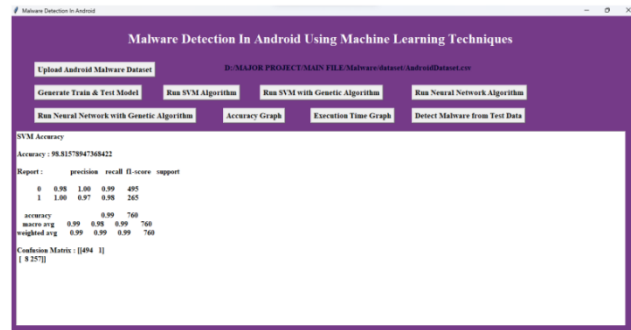 Malware Detection In Android
Malware Detection In Android Using Machine Learning Techniques
Upload Android Malware Dataset D:/MAJOR PROJECT/MAIN FILE/Malware/dataset/AndroidDataset.csv
Generate Train & Test Model Run SVM Algorithm Run SVM with Genetic Algorithm Run Neural Network Algorithm
Run Neural Network with Genetic Algorithm Accuracy Graph Execution Time Graph Detect Malware from Test Data
SVM Accuracy
Accuracy : 98.81578947368422
Report : precision recall f1-score support
0 0.98 1.00 0.99 495
1 1.00 0.97 0.98 265
accuracy 0.99 760
macro avg 0.99 0.98 0.99 760
weighted avg 0.99 0.99 0.99 760
Confusion Matrix : [[494 1]
[ 8 257]]